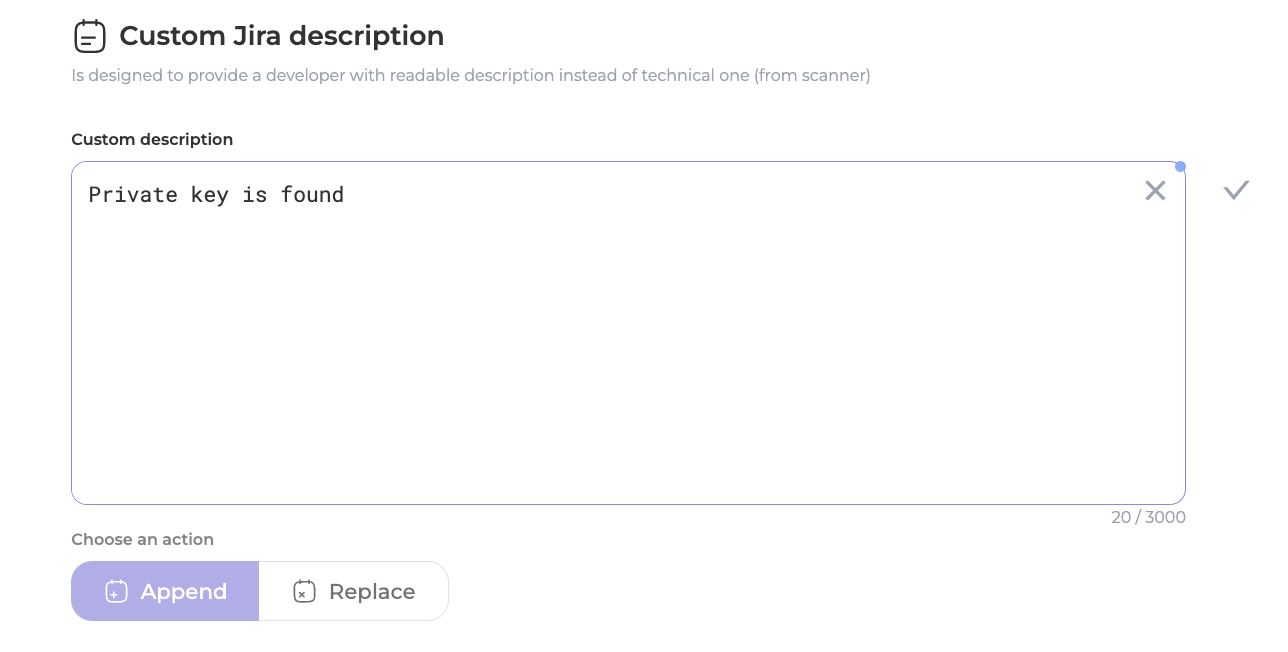 Custom Jira description
Is designed to provide a developer with readable description instead of technical one (from scanner)
Custom description
Private key is found
20 / 3000
Choose an action
Append
Replace